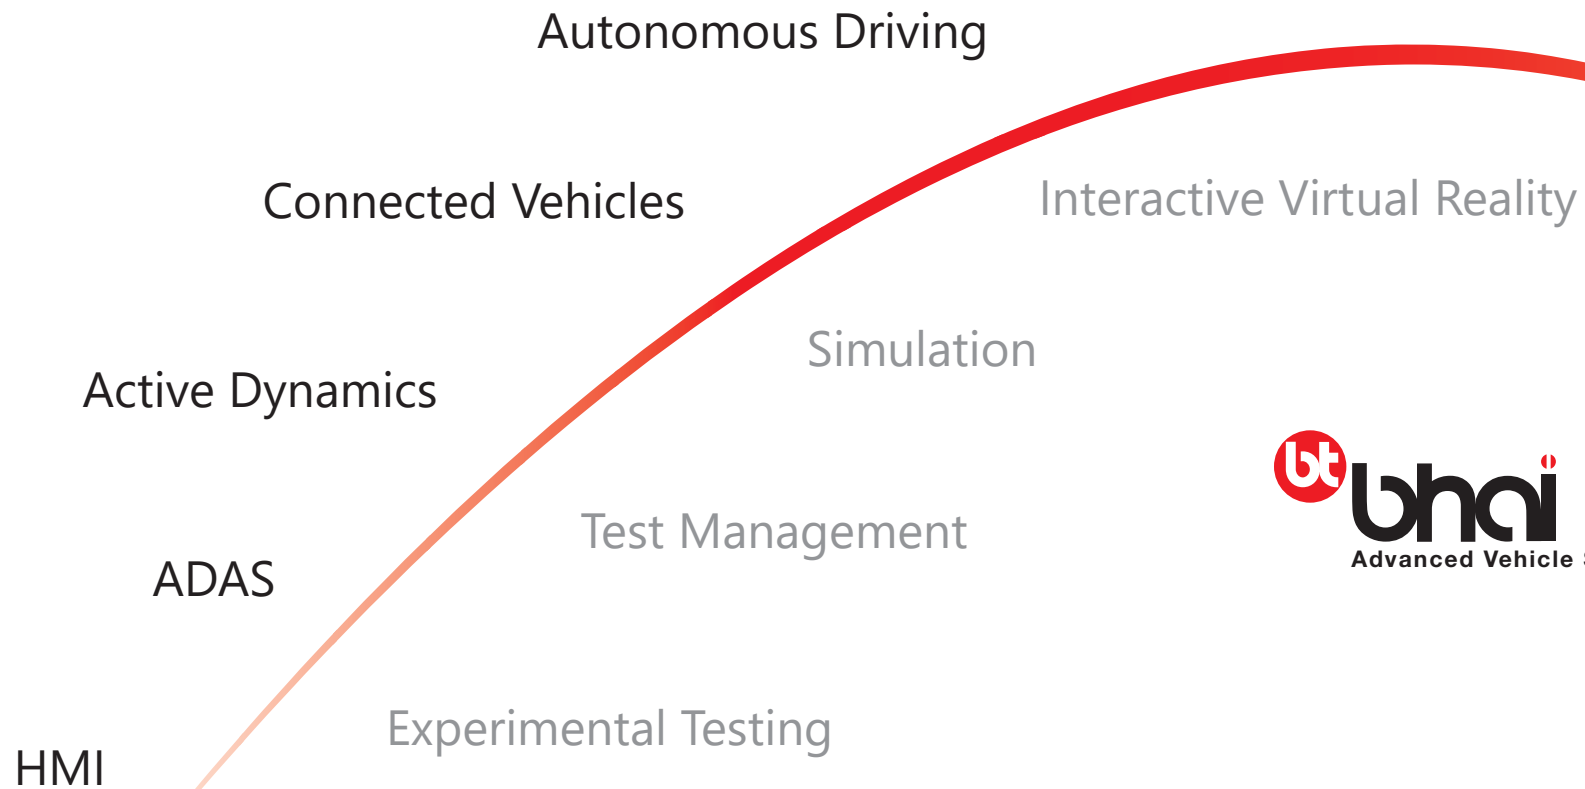 Autonomous Driving
Connected Vehicles
Interactive Virtual Reality
Simulation
Active Dynamics
bt
bhai
Advanced Vehicle S
Test Management
ADAS
Experimental Testing
HMI